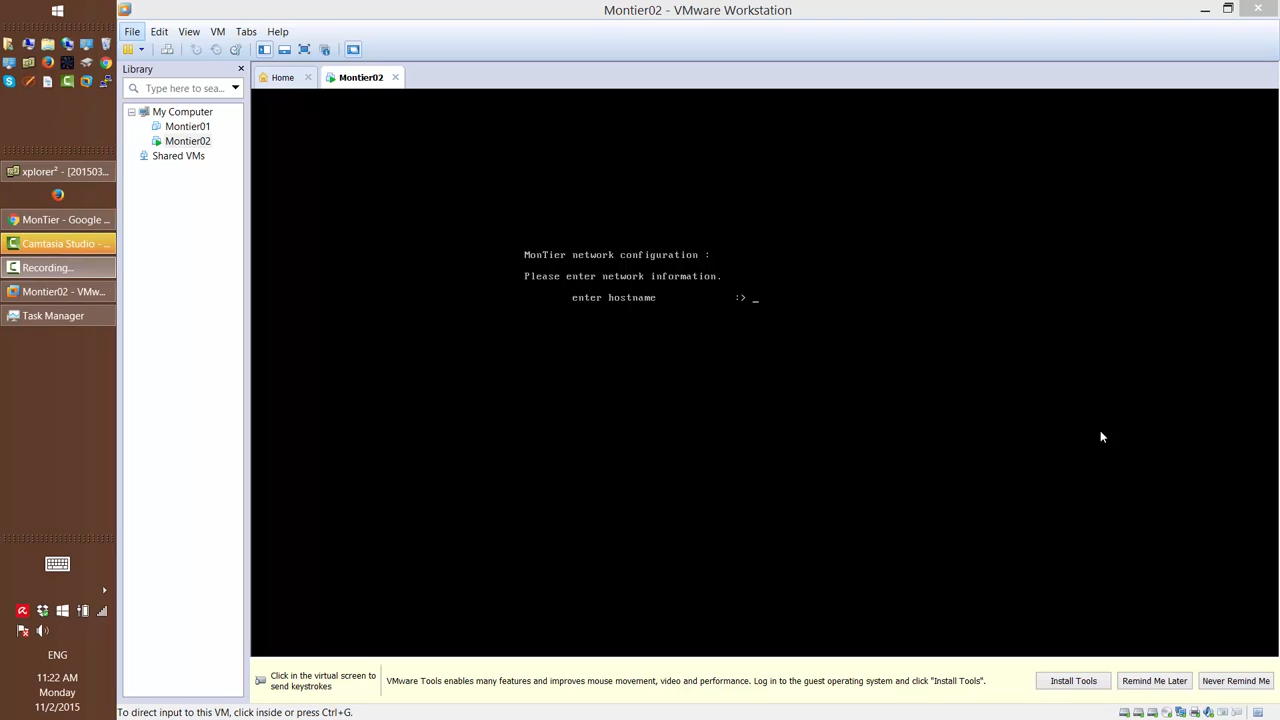 Montier02 - VMware Workstation
File Edit View VM Tabs Help
Library
Type here to sea...
Home
Montier02
My Computer
Montier01
Montier02
Shared VMs
xplorer² - [201503...
MonTier - Google ...
Camtasia Studio - ...
Recording...
Montier02 - VMw...
Task Manager
MonTier network configuration :
Please enter network information.
enter hostname :> _
ENG
11:22 AM
Monday
11/2/2015
Click in the virtual screen to
send keystrokes
VMware Tools enables many features and improves mouse movement, video and performance. Log in to the guest operating system and click "Install Tools".
Install Tools
Remind Me Later
Never Remind Me
To direct input to this VM, click inside or press Ctrl+G.